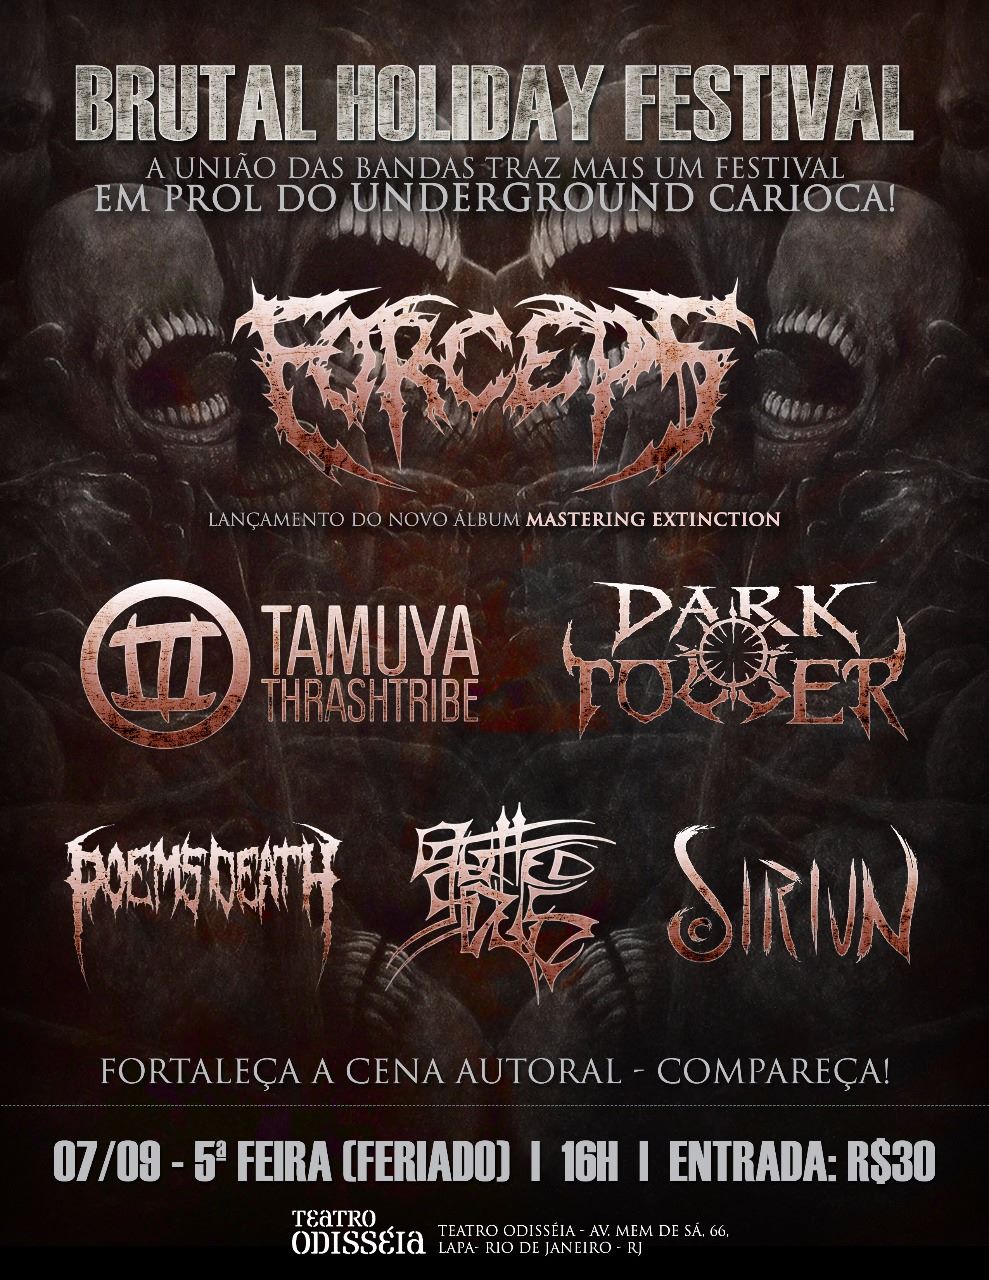 BRUTAL HOLIDAY FESTIVAL
A UNIÃO DAS BANDAS TRAZ MAIS UM FESTIVAL
EM PROL DO UNDERGROUND CARIOCA!
FORCEPS
LANÇAMENTO DO NOVO ÁLBUM MASTERING EXTINCTION
TAMUYA
THRASHTRIBE
DARK
TOWER
POEMS DEATH
SIRIUN
FORTALEÇA A CENA AUTORAL - COMPAREÇA!
07/09 - 5ª FEIRA (FERIADO) | 16H | ENTRADA: R$30
TEATRO
ODISSÉIA
TEATRO ODISSÉIA - AV. MEM DE SÁ, 66,
LAPA- RIO DE JANEIRO - RJ